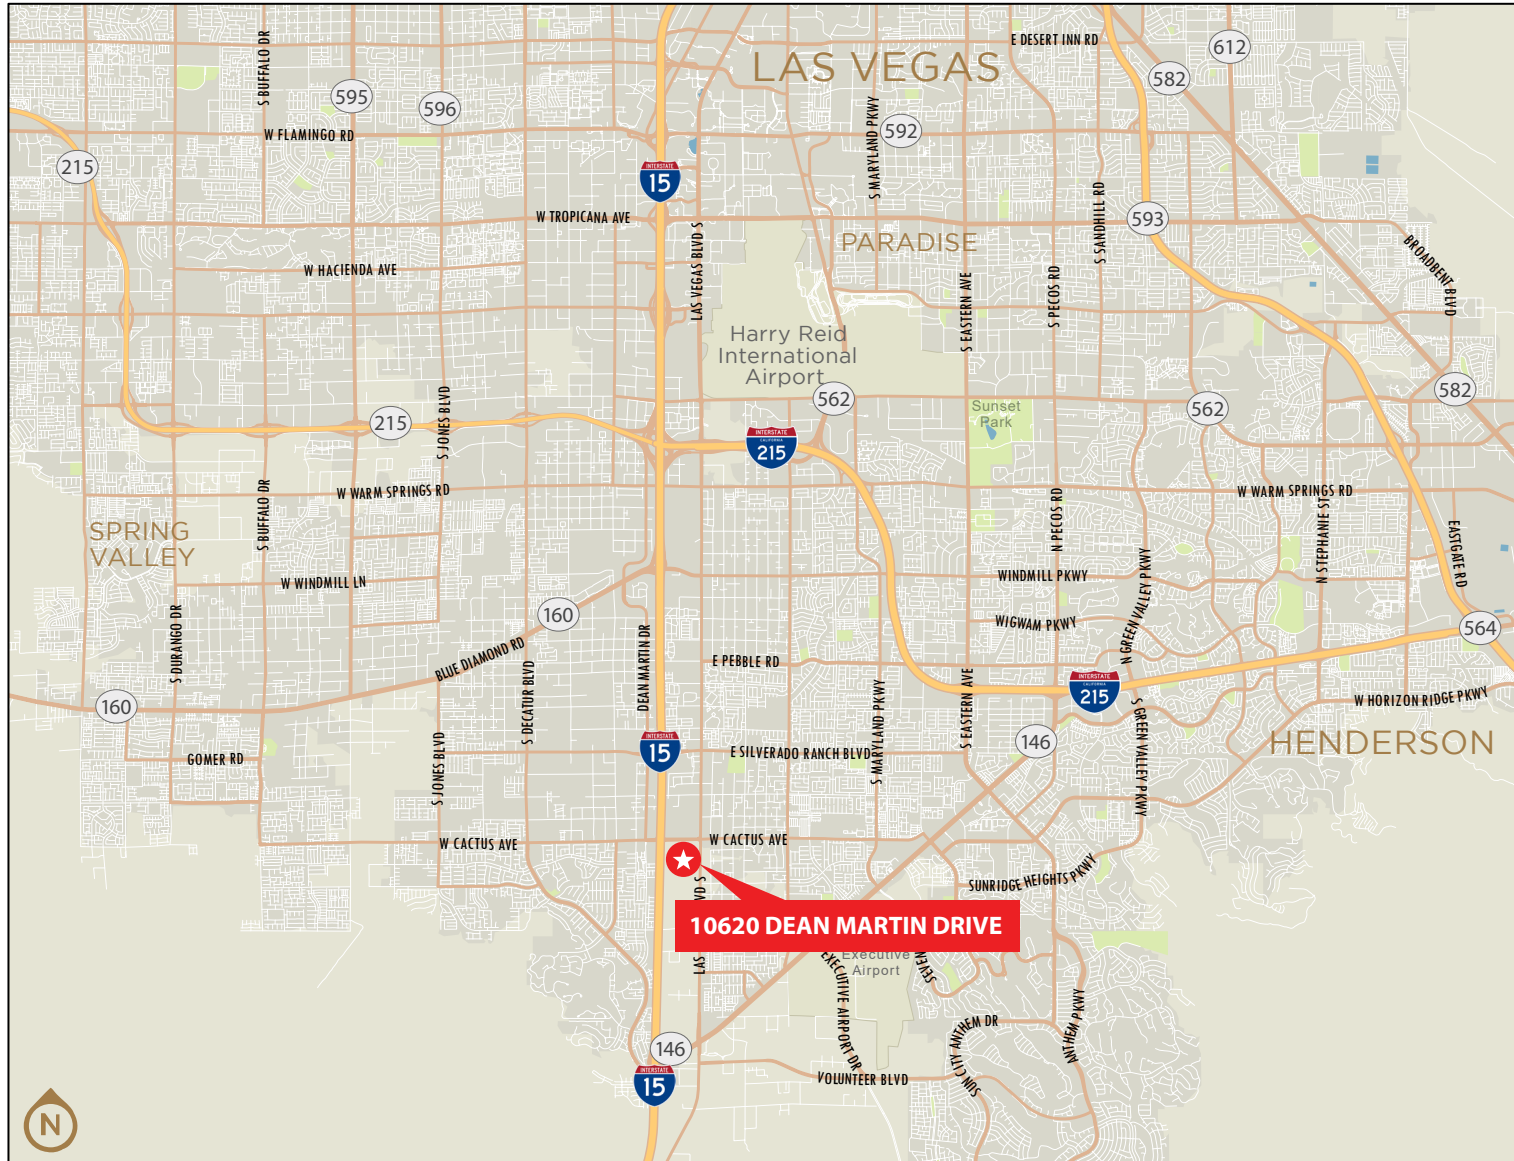 E DESERT INN RD
612
LAS VEGAS
582
S BUFFALO DR
595
596
S MARYLAND PKWY
592
W FLAMINGO RD
215
INTERSTATE
15
W TROPICANA AVE
593
S SANDHILL RD
LAS VEGAS BLVD S
PARADISE
BROADBENT BLVD
W HACIENDA AVE
S EASTERN AVE
S PECOS RD
Harry Reid
International
Airport
582
562
562
Sunset
Park
215
S JONES BLVD
INTERSTATE
CALIFORNIA
215
W WARM SPRINGS RD
W WARM SPRINGS RD
S BUFFALO DR
N PECOS RD
N STEPHANIE ST
EASTGATE RD
SPRING
VALLEY
W WINDMILL LN
WINDMILL PKWY
N GREEN VALLEY PKWY
160
WIGWAM PKWY
564
S DURANGO DR
BLUE DIAMOND RD
DEAN MARTIN DR
E PEBBLE RD
S DECATUR BLVD
INTERSTATE
CALIFORNIA
215
W HORIZON RIDGE PKWY
160
S EASTERN AVE
S MARYLAND PKWY
S GREEN VALLEY PKWY
146
HENDERSON
INTERSTATE
15
E SILVERADO RANCH BLVD
GOMER RD
S JONES BLVD
W CACTUS AVE
W CACTUS AVE
SUNRIDGE HEIGHTS PKWY
LAS
VD S
10620 DEAN MARTIN DRIVE
Executive
Airport
SEVEN
EXECUTIVE AIRPORT DR
SUN CITY ANTHEM DR
ANTHEM PKWY
146
INTERSTATE
15
VOLUNTEER BLVD
N